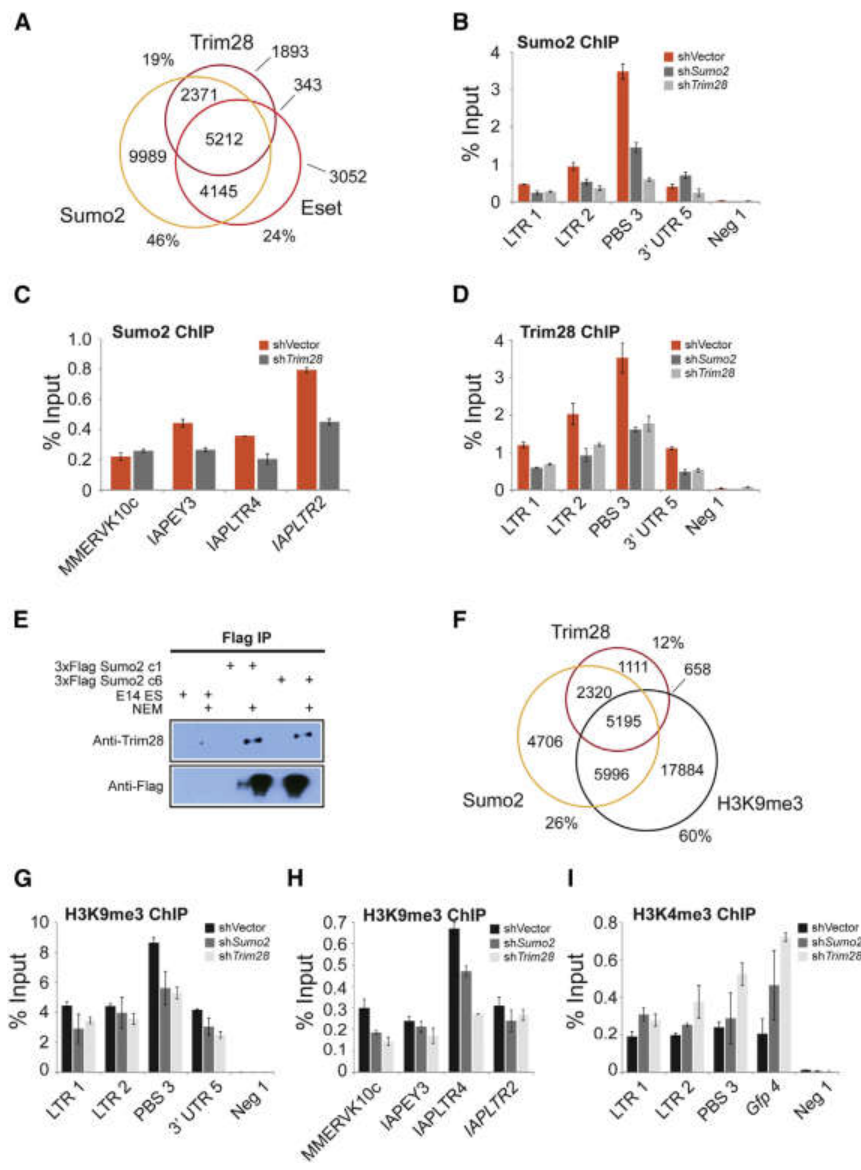 A
Trim28
19%
1893
343
2371
5212
9989
3052
4145
Sumo2
Eset
46%
24%
B
Sumo2 ChIP
shVector
shSumo2
shTrim28
% Input
4
3
2
1
0
LTR 1
LTR 2
PBS 3
3' UTR 5
Neg 1
C
Sumo2 ChIP
shVector
shTrim28
% Input
1.0
0.8
0.6
0.4
0.2
0
MMERVK10c
IAPEY3
IAPLTR4
IAPLTR2
D
Trim28 ChIP
shVector
shSumo2
shTrim28
% Input
4
3
2
1
0
LTR 1
LTR 2
PBS 3
3' UTR 5
Neg 1
E
Flag IP
3xFlag Sumo2 c1 + +
3xFlag Sumo2 c6 + +
E14 ES + +
NEM + + +
Anti-Trim28
Anti-Flag
F
Trim28
12%
1111
658
2320
5195
4706
17884
5996
Sumo2
H3K9me3
26%
60%
G
H3K9me3 ChIP
shVector
shSumo2
shTrim28
% Input
10
8
6
4
2
0
LTR 1
LTR 2
PBS 3
3' UTR 5
Neg 1
H
H3K9me3 ChIP
shVector
shSumo2
shTrim28
% Input
0.7
0.6
0.5
0.4
0.3
0.2
0.1
0
MMERVK10c
IAPEY3
IAPLTR4
IAPLTR2
I
H3K4me3 ChIP
shVector
shSumo2
shTrim28
% Input
0.8
0.6
0.4
0.2
0
LTR 1
LTR 2
PBS 3
Gfp 4
Neg 1